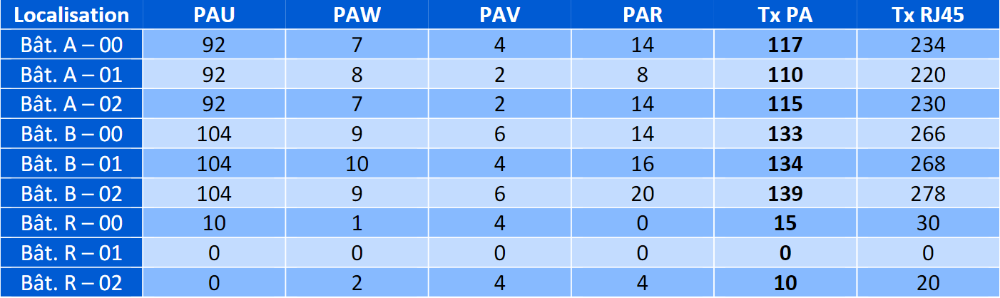 Localisation PAU PAW PAV PAR Tx PA Tx RJ45
Bât. A – 00 92 7 4 14 117 234
Bât. A – 01 92 8 2 8 110 220
Bât. A – 02 92 7 2 14 115 230
Bât. B – 00 104 9 6 14 133 266
Bât. B – 01 104 10 4 16 134 268
Bât. B – 02 104 9 6 20 139 278
Bât. R – 00 10 1 4 0 15 30
Bât. R – 01 0 0 0 0 0 0
Bât. R – 02 0 2 4 4 10 20